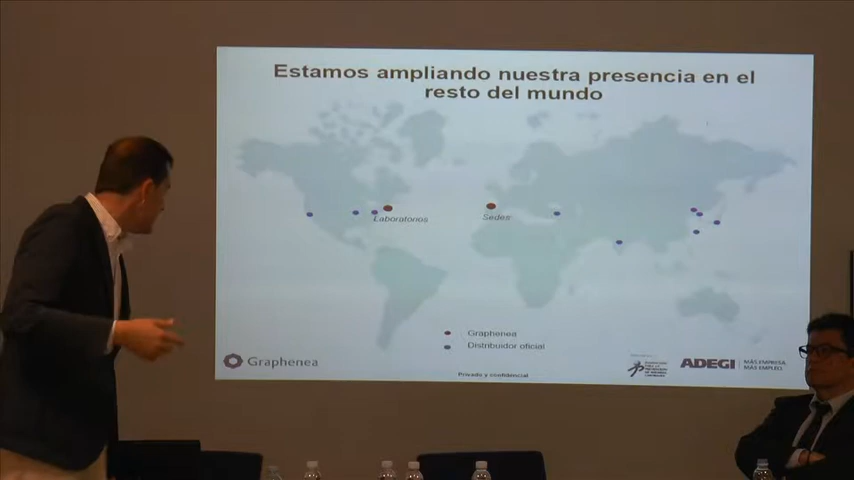 Estamos ampliando nuestra presencia en el
resto del mundo
Laboratorios
Sedes
Graphenea
Distribuidor oficial
Graphenea
ADEGI
MÁS EMPRESA,
MÁS EMPLEO.
Privado y confidencial